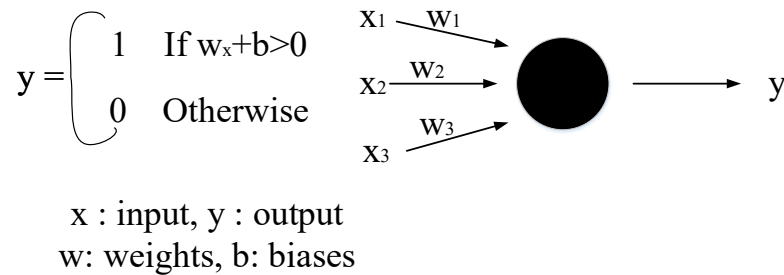 y =
1 If wx+b>0
0 Otherwise
x1 w1
x2 w2
x3 w3
y
x : input, y : output
w: weights, b: biases